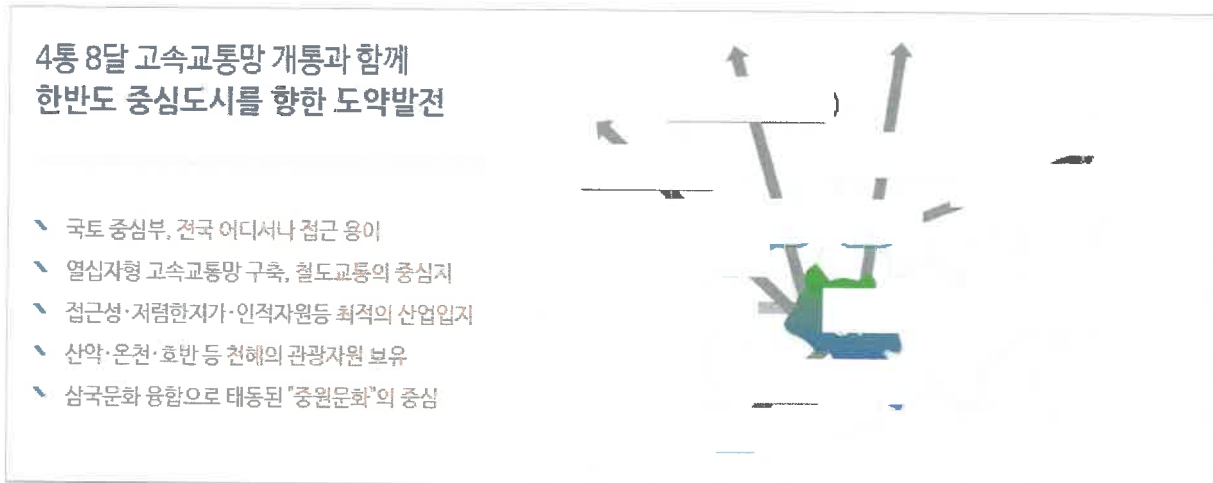 4통 8달 고속교통망 개통과 함께
한반도 중심도시를 향한 도약발전
국토 중심부, 전국 어디서나 접근 용이
열십자형 고속교통망 구축, 철도교통의 중심지
접근성·저렴한지가·인적자원등 최적의 산업입지
산악·온천·호반 등 천혜의 관광자원 보유
삼국문화 융합으로 태동된 "중원문화"의 중심